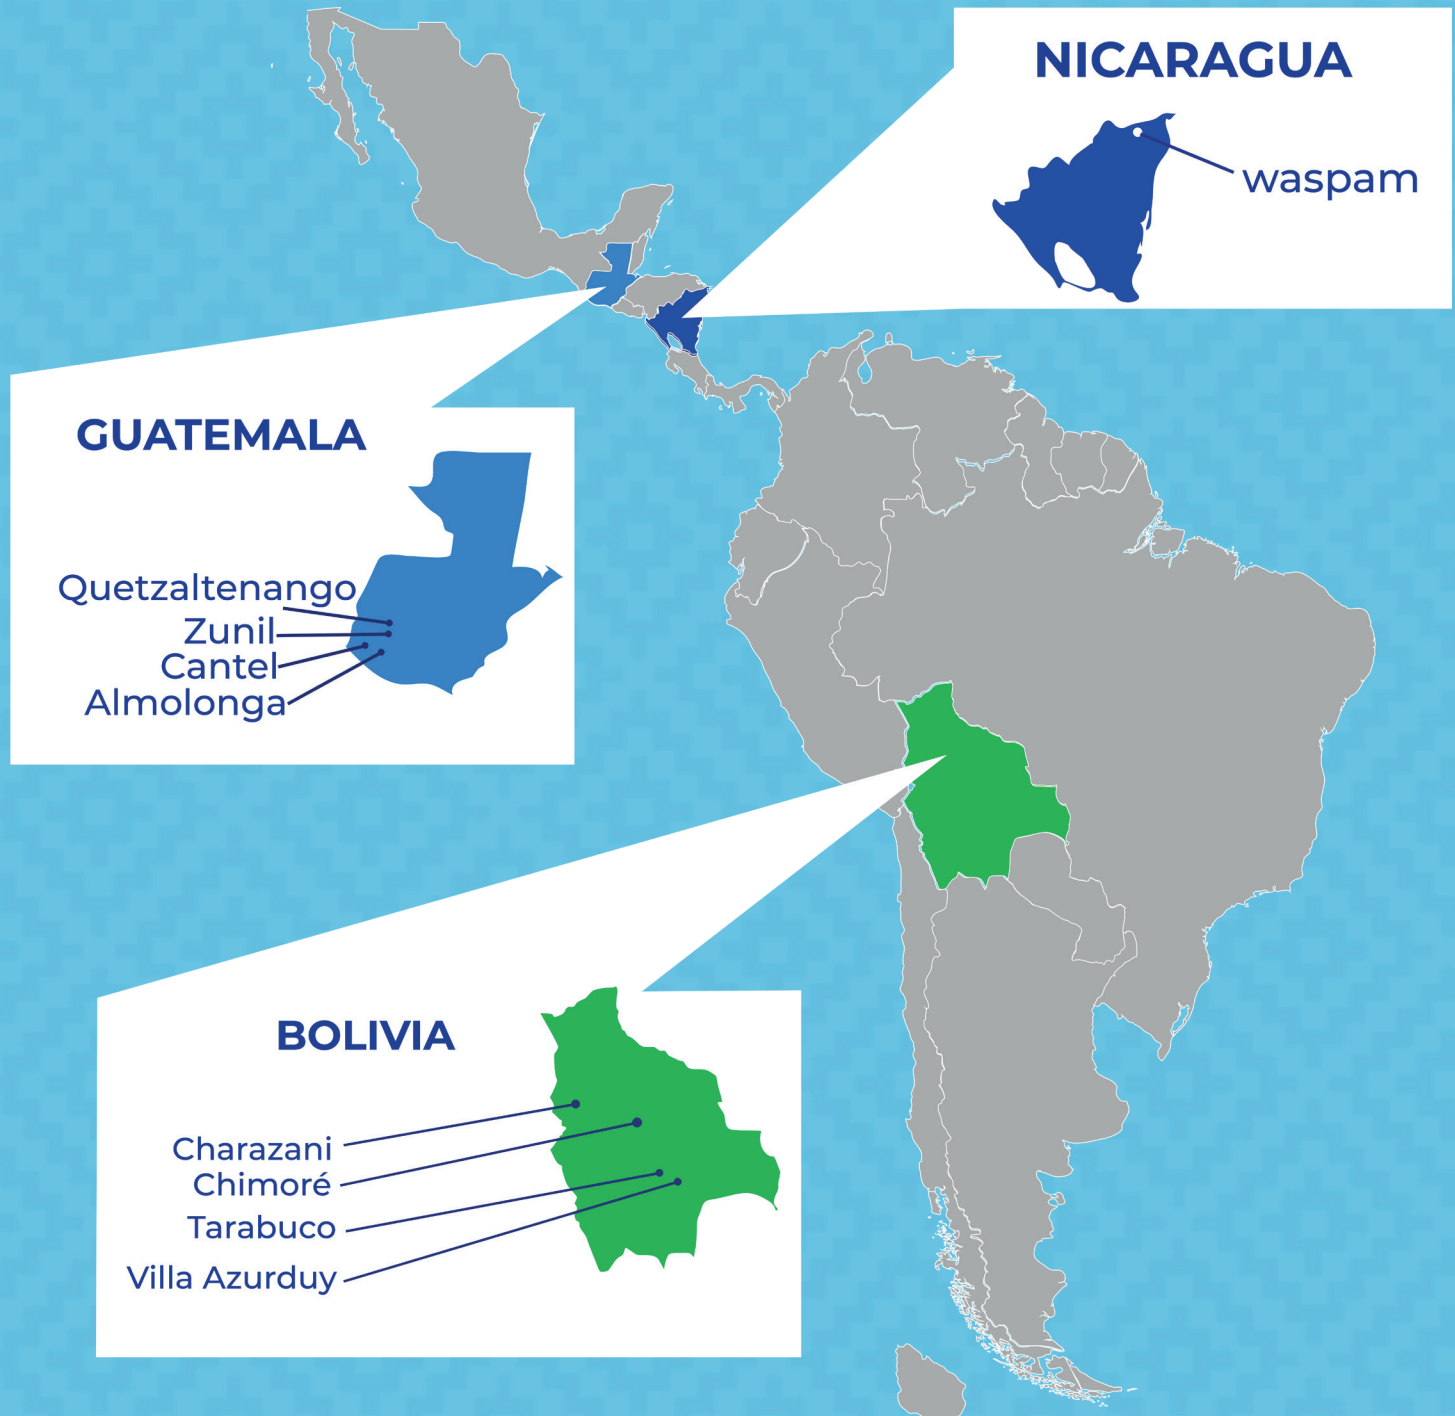 NICARAGUA
waspam
GUATEMALA
Quetzaltenango
Zunil
Cantel
Almolonga
BOLIVIA
Charazani
Chimoré
Tarabuco
Villa Azurduy